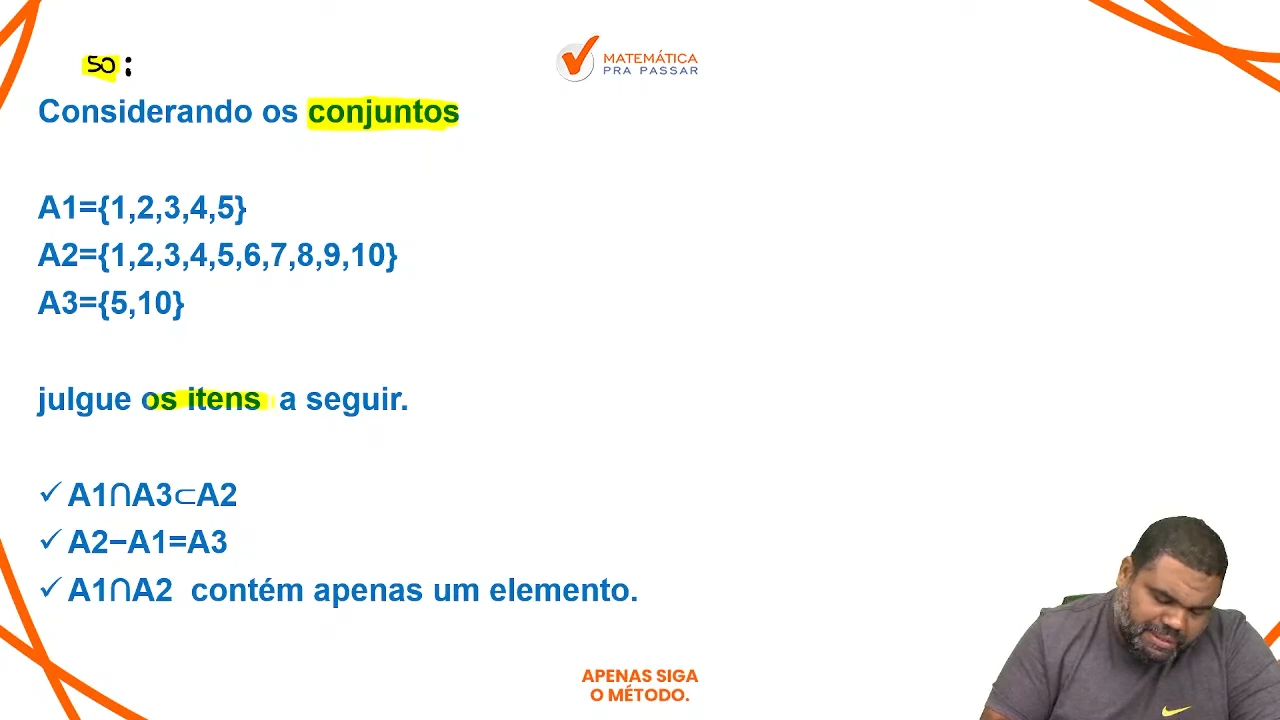 SO:
MATEMÁTICA
PRA PASSAR
Considerando os conjuntos
A1={1,2,3,4,5}
A2={1,2,3,4,5,6,7,8,9,10}
A3={5,10}
julgue os itens a seguir.
✓ A1∩A3⊂A2
✓ A2−A1=A3
✓ A1∩A2 contém apenas um elemento.
APENAS SIGA
O MÉTODO.